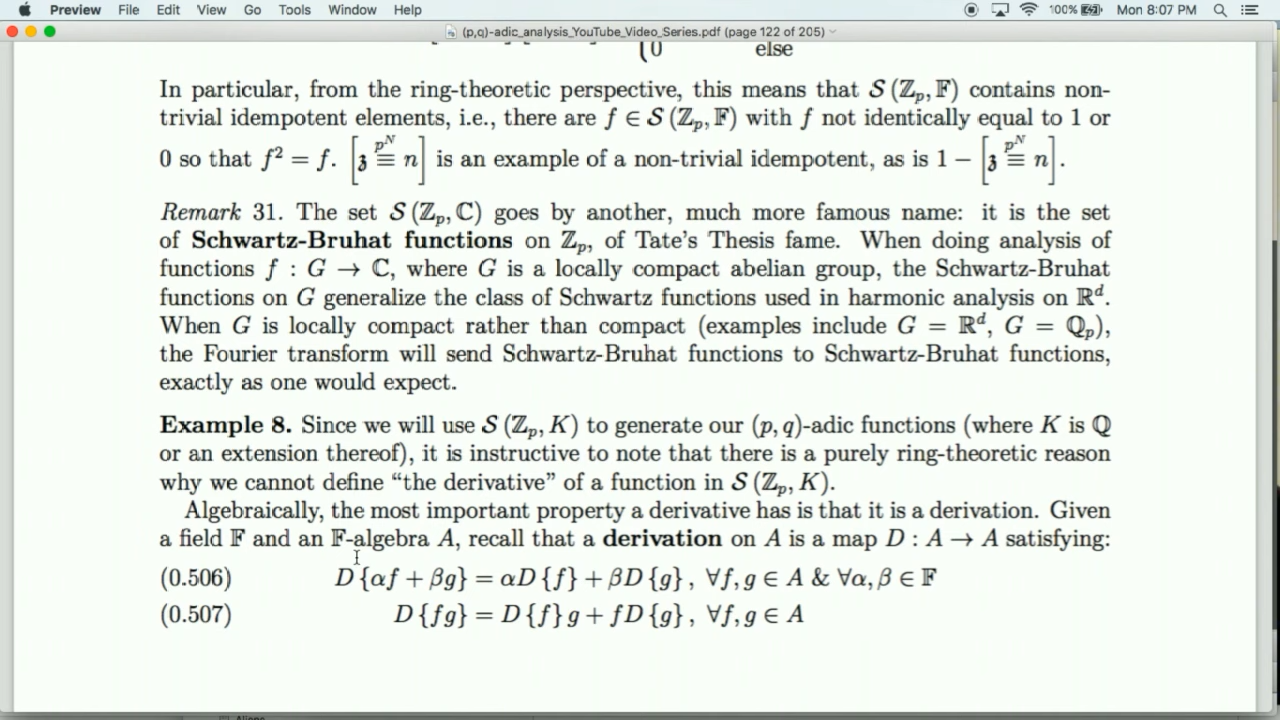 Preview File Edit View Go Tools Window Help 100% Mon 8:07 PM
(p,q)-adic_analysis_YouTube_Video_Series.pdf (page 122 of 205)
0 else
In particular, from the ring-theoretic perspective, this means that 𝒮 (ℤₚ, 𝔽) contains non-
trivial idempotent elements, i.e., there are f ∈ 𝒮 (ℤₚ, 𝔽) with f not identically equal to 1 or
0 so that f² = f. [𝔷 ≡^{p^N} n] is an example of a non-trivial idempotent, as is 1 − [𝔷 ≡^{p^N} n].
Remark 31. The set 𝒮 (ℤₚ, ℂ) goes by another, much more famous name: it is the set
of Schwartz-Bruhat functions on ℤₚ, of Tate's Thesis fame. When doing analysis of
functions f : G → ℂ, where G is a locally compact abelian group, the Schwartz-Bruhat
functions on G generalize the class of Schwartz functions used in harmonic analysis on ℝᵈ.
When G is locally compact rather than compact (examples include G = ℝᵈ, G = ℚₚ),
the Fourier transform will send Schwartz-Bruhat functions to Schwartz-Bruhat functions,
exactly as one would expect.
Example 8. Since we will use 𝒮 (ℤₚ, K) to generate our (p, q)-adic functions (where K is ℚ
or an extension thereof), it is instructive to note that there is a purely ring-theoretic reason
why we cannot define “the derivative” of a function in 𝒮 (ℤₚ, K).
Algebraically, the most important property a derivative has is that it is a derivation. Given
a field 𝔽 and an 𝔽-algebra A, recall that a derivation on A is a map D : A → A satisfying:
(0.506) D {αf + βg} = αD {f} + βD {g} , ∀f, g ∈ A & ∀α, β ∈ 𝔽
(0.507) D {fg} = D {f} g + fD {g} , ∀f, g ∈ A